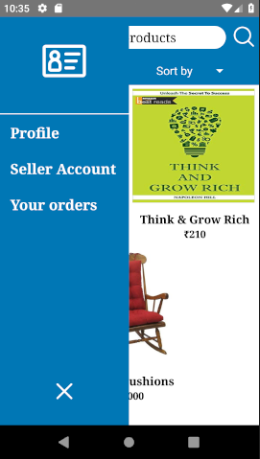 10:35
roducts
Sort by
Profile
Seller Account
Your orders
Unleash The Secret To Success
THINK
AND
GROW RICH
NAPOLEON HILL
Think & Grow Rich
₹210
ushions
000